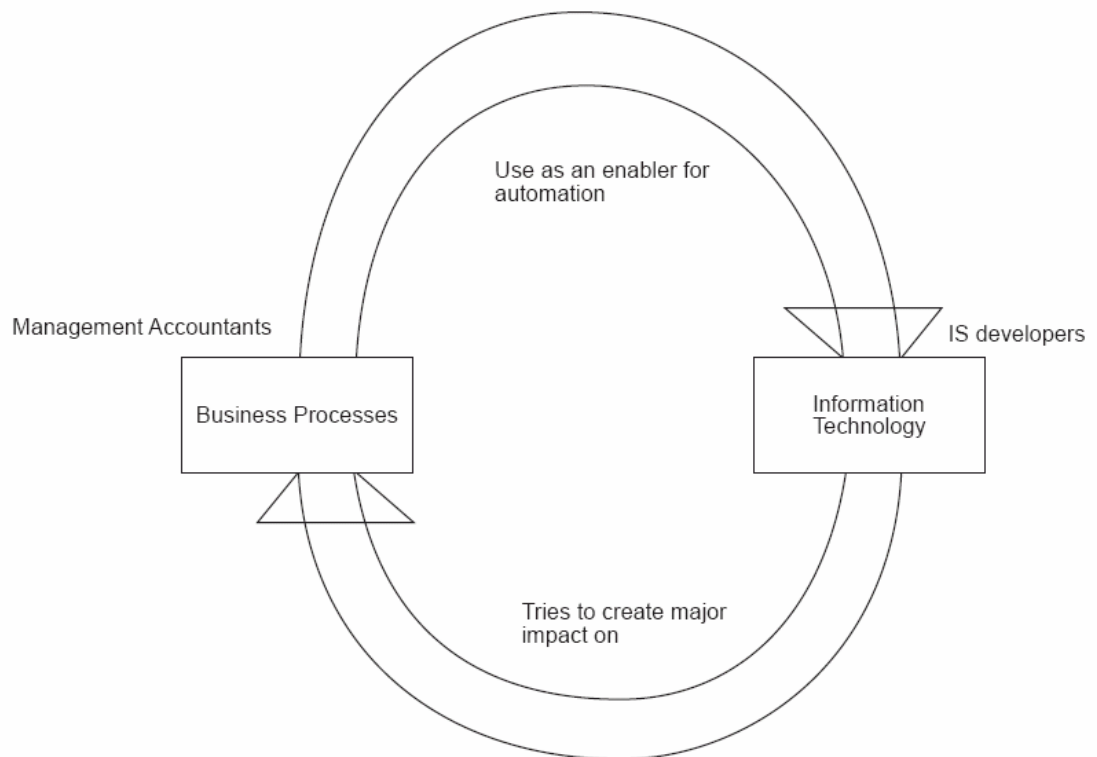 Use as an enabler for
automation
Management Accountants
IS developers
Business Processes
Information
Technology
Tries to create major
impact on